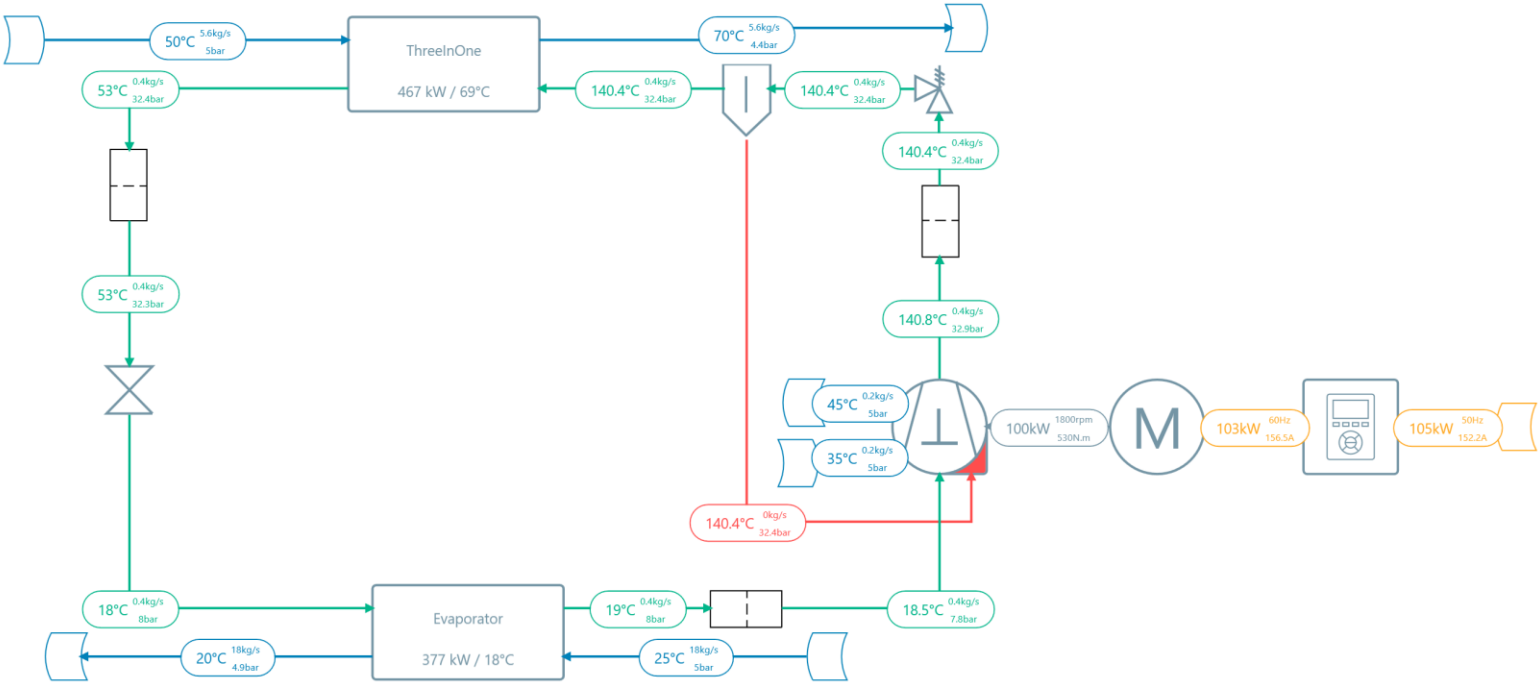 50°C 5.6kg/s 5bar
ThreeInOne
467 kW / 69°C
70°C 5.6kg/s 4.4bar
53°C 0.4kg/s 32.4bar
140.4°C 0.4kg/s 32.4bar
140.4°C 0.4kg/s 32.4bar
140.4°C 0.4kg/s 32.4bar
53°C 0.4kg/s 32.3bar
140.8°C 0.4kg/s 32.9bar
45°C 0.2kg/s 5bar
35°C 0.2kg/s 5bar
100kW 1800rpm 530N.m
M
103kW 60Hz 156.5A
105kW 50Hz 152.2A
140.4°C 0kg/s 32.4bar
18°C 0.4kg/s 8bar
Evaporator
377 kW / 18°C
19°C 0.4kg/s 8bar
18.5°C 0.4kg/s 7.8bar
20°C 18kg/s 4.9bar
25°C 18kg/s 5bar